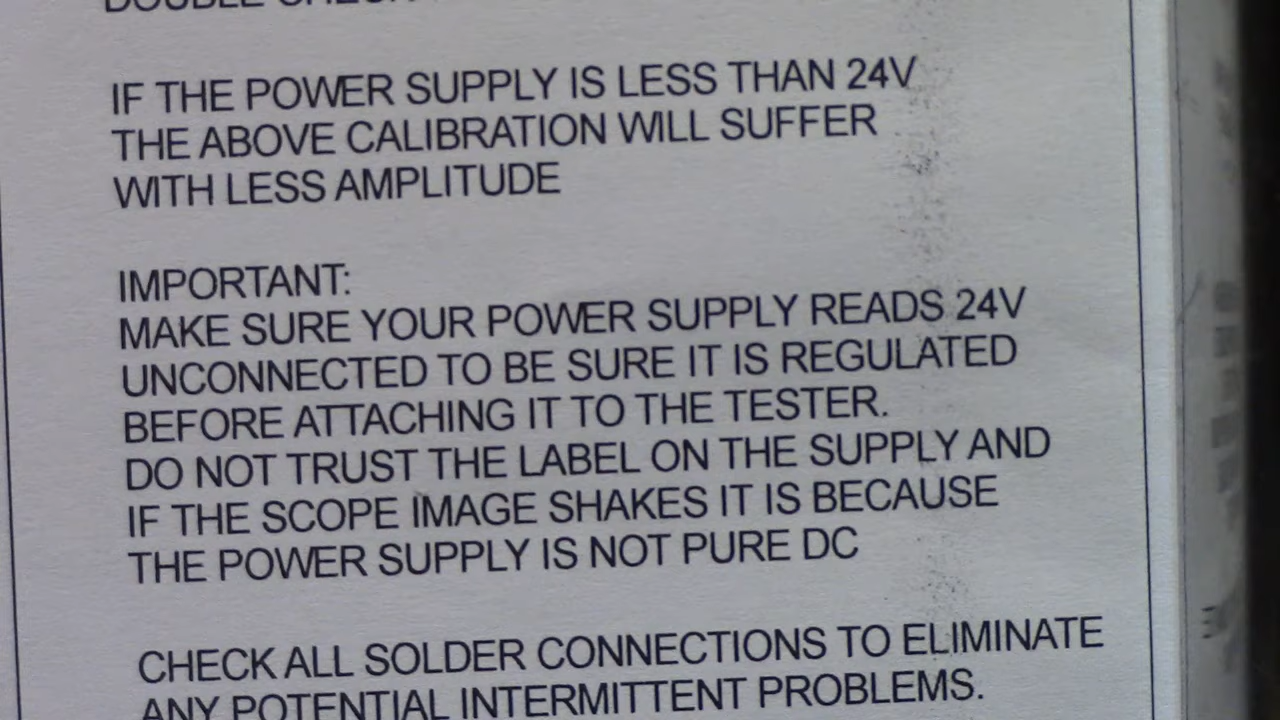 DOUBLE CHECK
IF THE POWER SUPPLY IS LESS THAN 24V
THE ABOVE CALIBRATION WILL SUFFER
WITH LESS AMPLITUDE
IMPORTANT:
MAKE SURE YOUR POWER SUPPLY READS 24V
UNCONNECTED TO BE SURE IT IS REGULATED
BEFORE ATTACHING IT TO THE TESTER.
DO NOT TRUST THE LABEL ON THE SUPPLY AND
IF THE SCOPE IMAGE SHAKES IT IS BECAUSE
THE POWER SUPPLY IS NOT PURE DC
CHECK ALL SOLDER CONNECTIONS TO ELIMINATE
ANY POTENTIAL INTERMITTENT PROBLEMS.